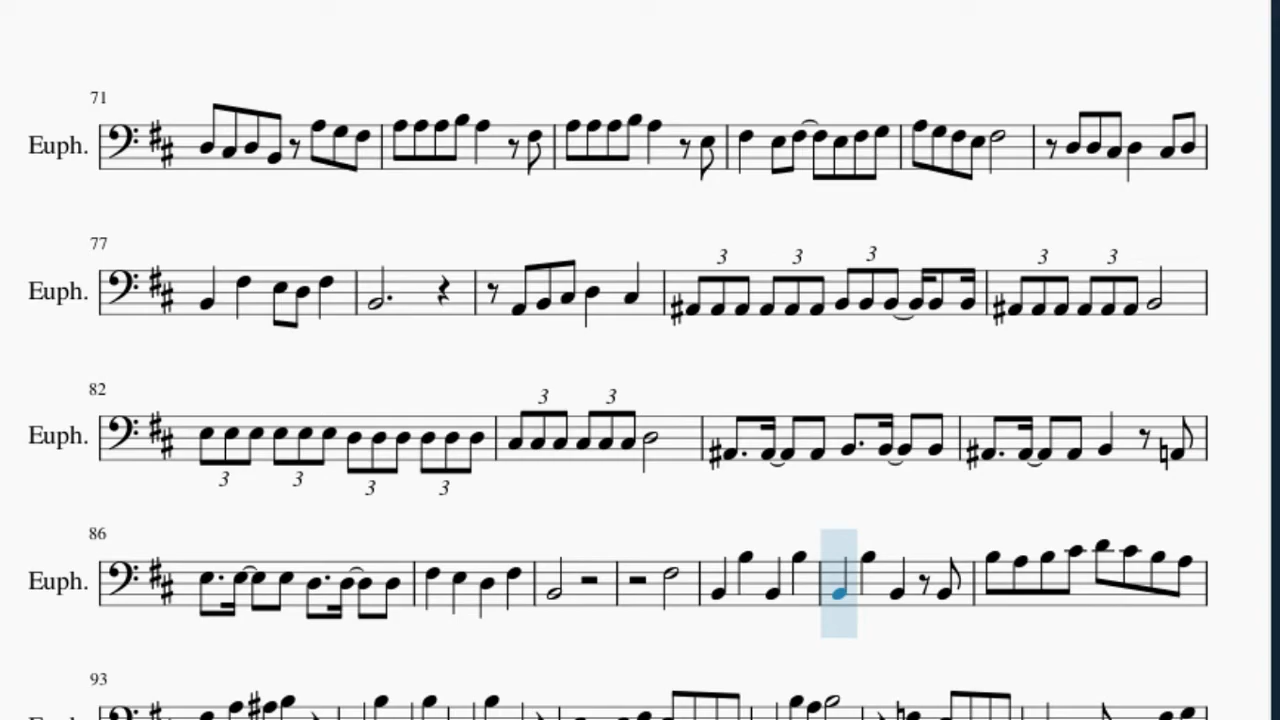 71
Euph.
77
3 3 3 3 3
Euph.
82
3 3
Euph.
3 3 3 3
86
Euph.
93